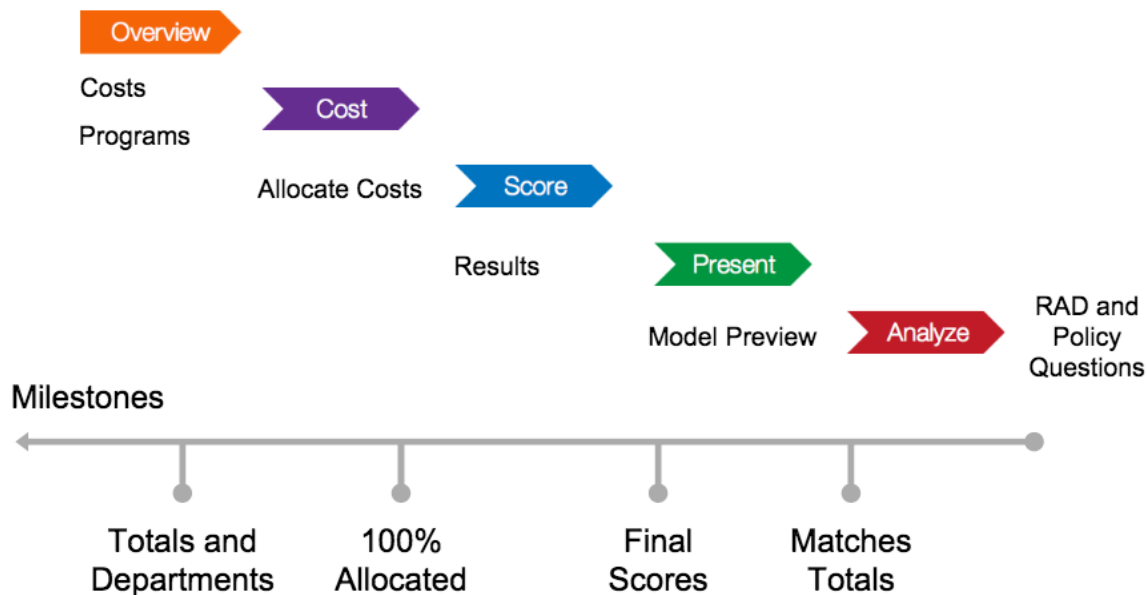 Overview
Costs
Programs
Cost
Allocate Costs
Score
Results
Present
Model Preview
Analyze
RAD and
Policy
Questions
Milestones
Totals and
Departments
100%
Allocated
Final
Scores
Matches
Totals